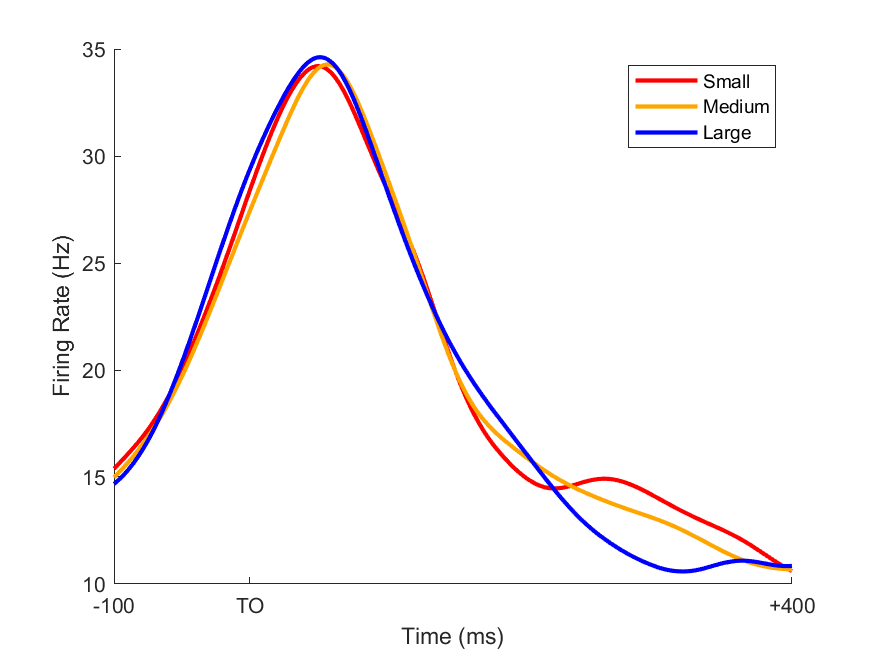 35
30
25
20
15
10
Firing Rate (Hz)
-100
TO
+400
Time (ms)
Small
Medium
Large